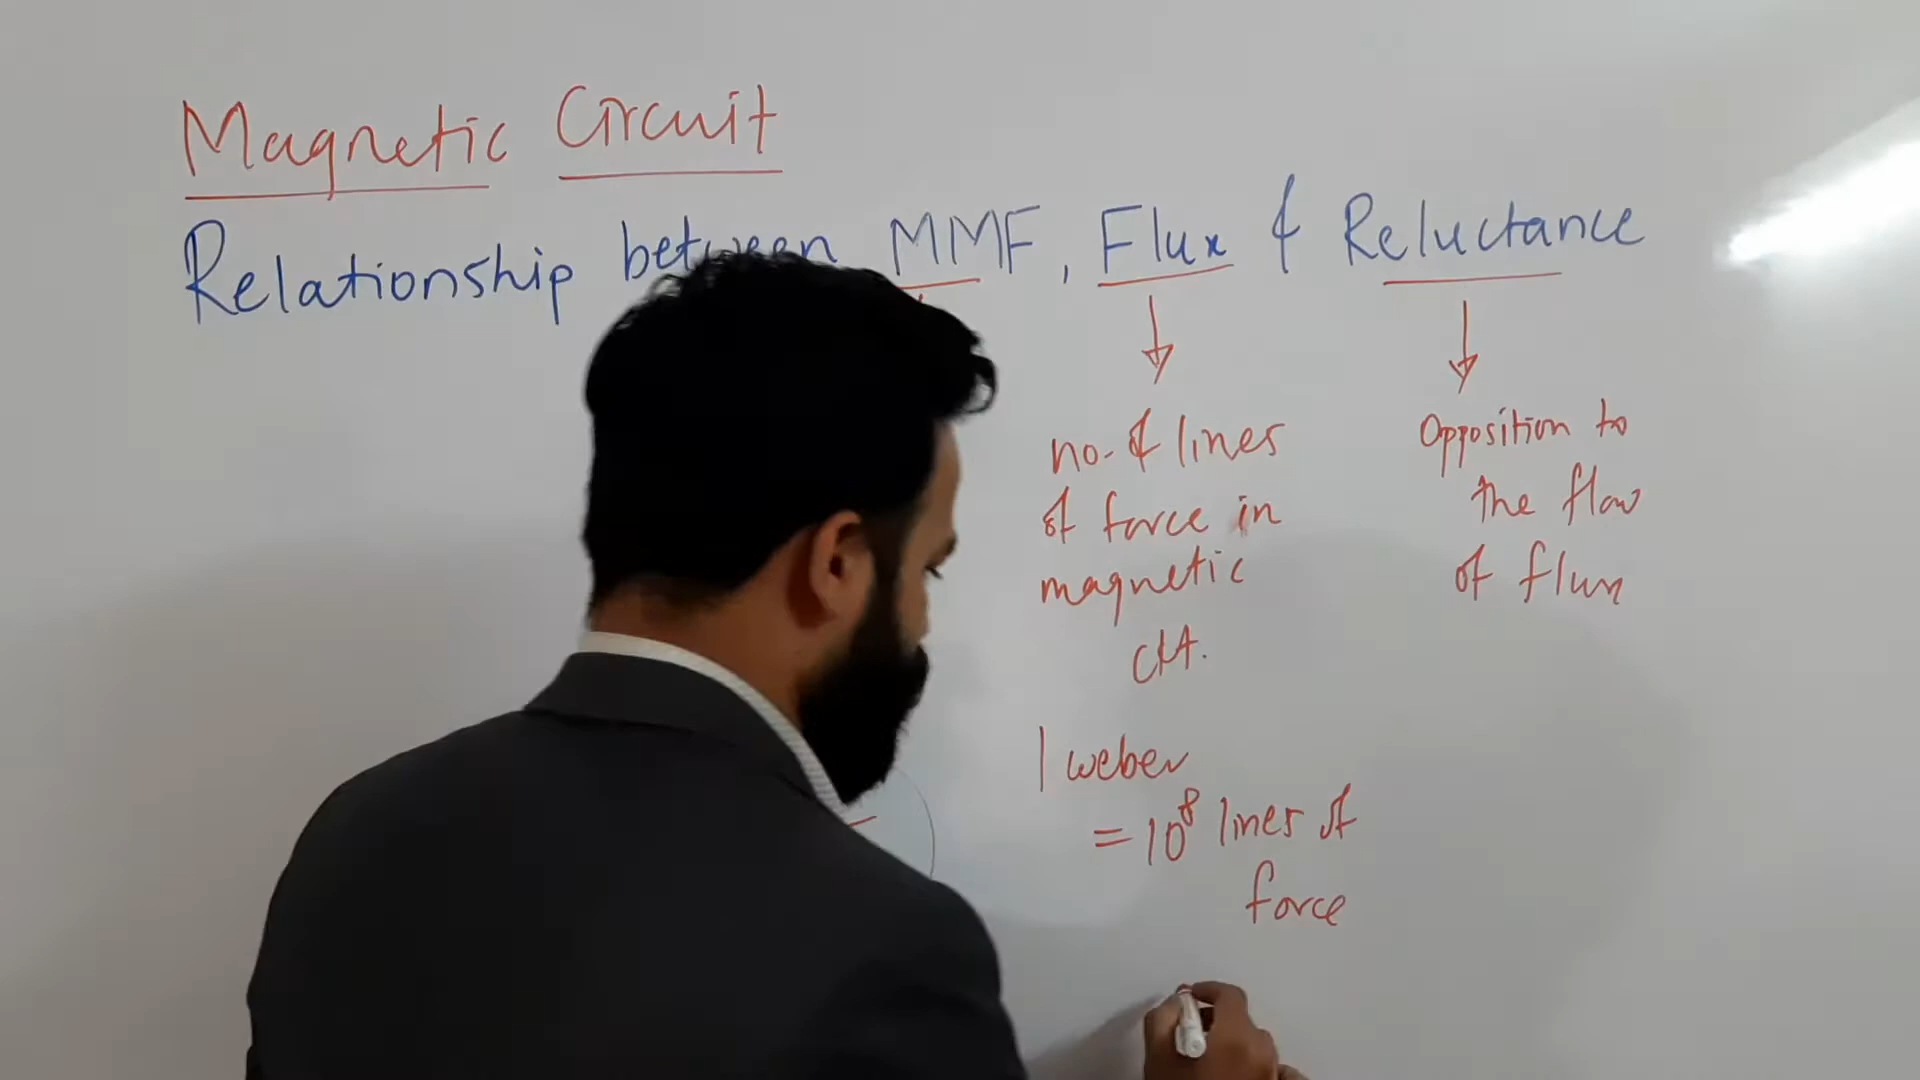 Magnetic Circuit
Relationship between MMF, Flux & Reluctance
no. of lines
of force in
magnetic
ckt.
Opposition to
the flow
of flux
1 weber
= 10⁸ lines of
force